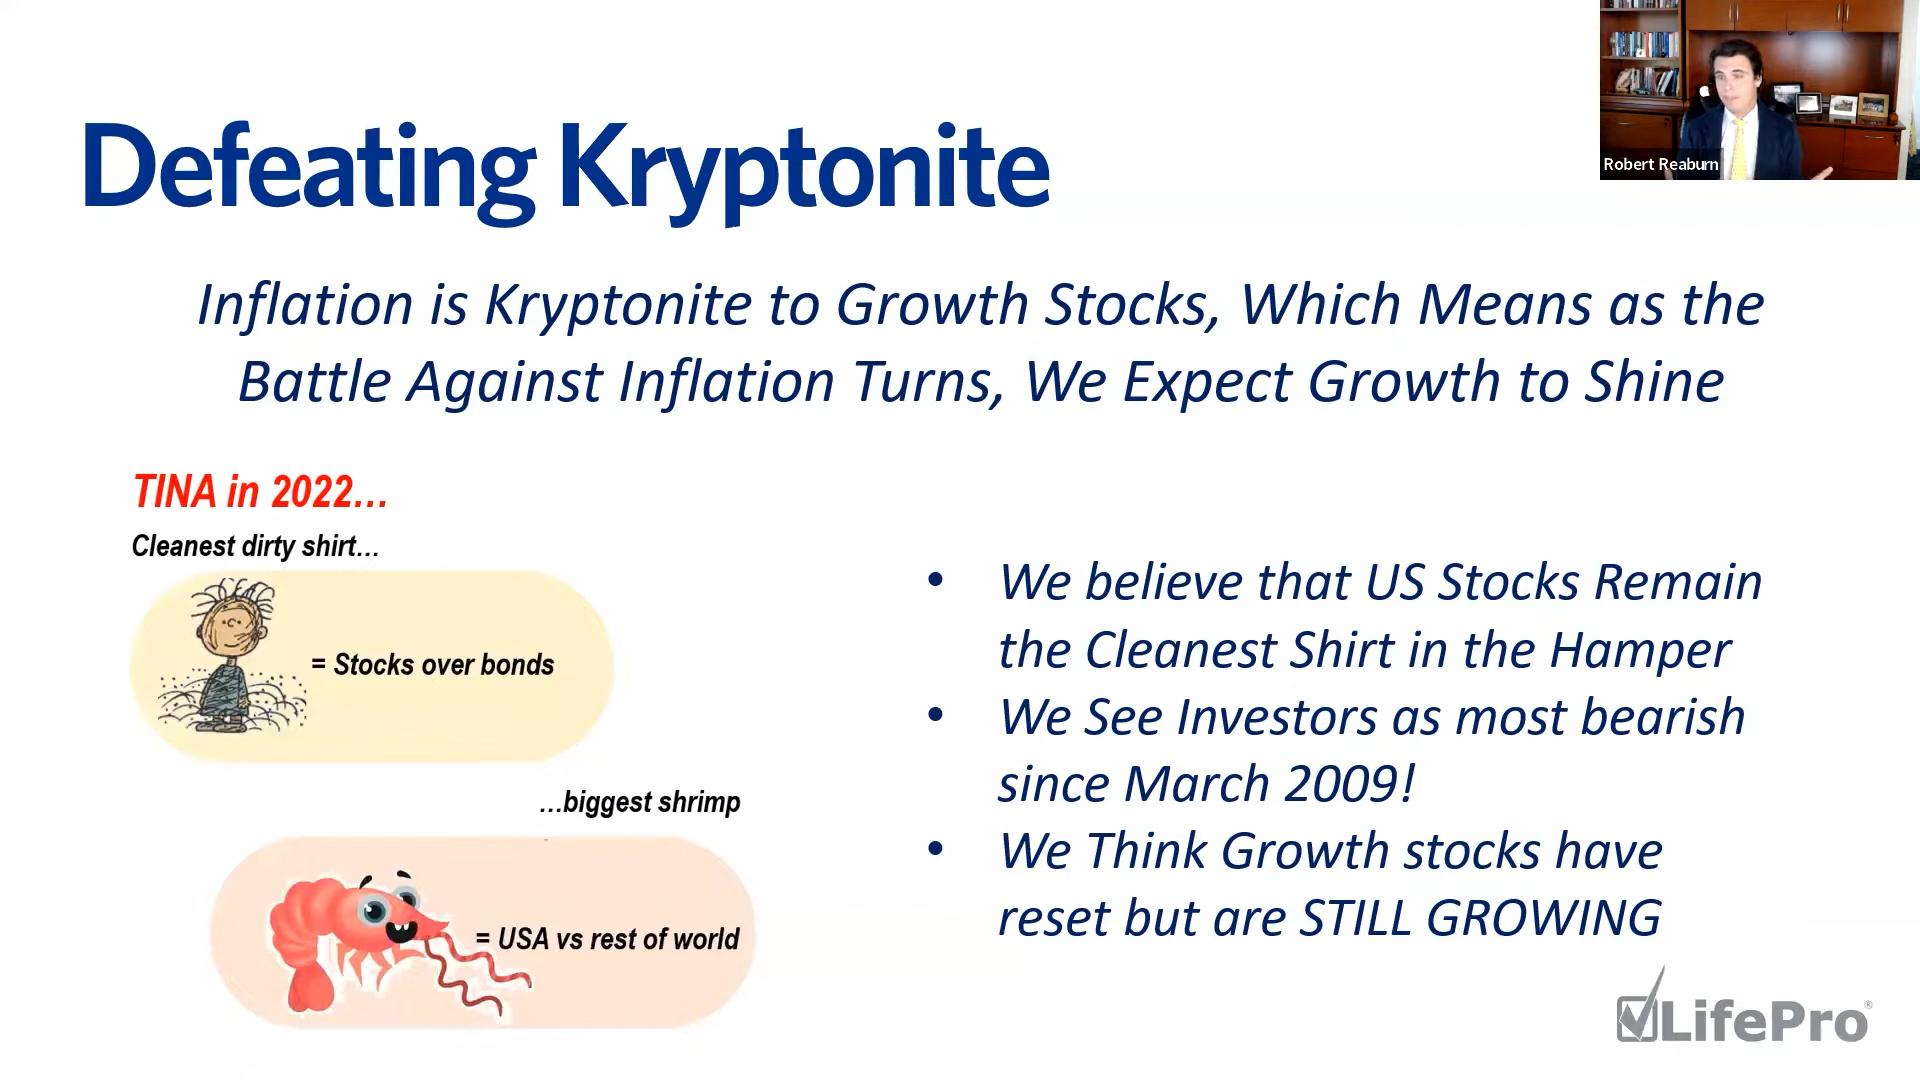 Robert Reaburn
Defeating Kryptonite
Inflation is Kryptonite to Growth Stocks, Which Means as the
Battle Against Inflation Turns, We Expect Growth to Shine
TINA in 2022...
Cleanest dirty shirt...
= Stocks over bonds
...biggest shrimp
= USA vs rest of world
• We believe that US Stocks Remain
the Cleanest Shirt in the Hamper
• We See Investors as most bearish
since March 2009!
• We Think Growth stocks have
reset but are STILL GROWING
LifePro®